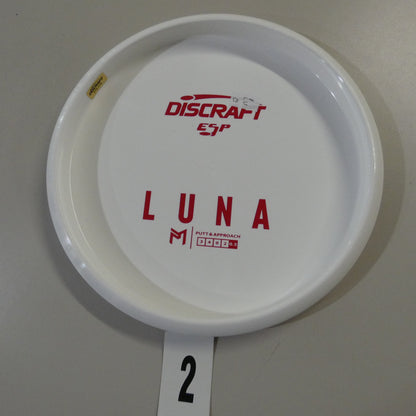 DISCRAFT
ESP
LUNA
PUTT & APPROACH
2